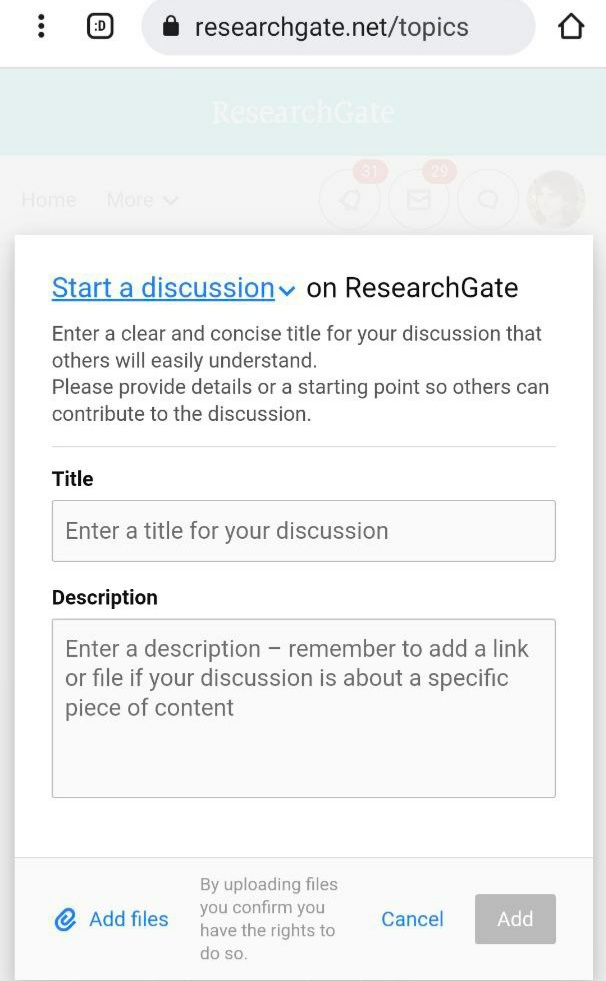 :D
researchgate.net/topics
ResearchGate
31
29
Home More
Start a discussion on ResearchGate
Enter a clear and concise title for your discussion that
others will easily understand.
Please provide details or a starting point so others can
contribute to the discussion.
Title
Enter a title for your discussion
Description
Enter a description – remember to add a link
or file if your discussion is about a specific
piece of content
By uploading files
you confirm you
have the rights to
do so.
Add files
Cancel
Add